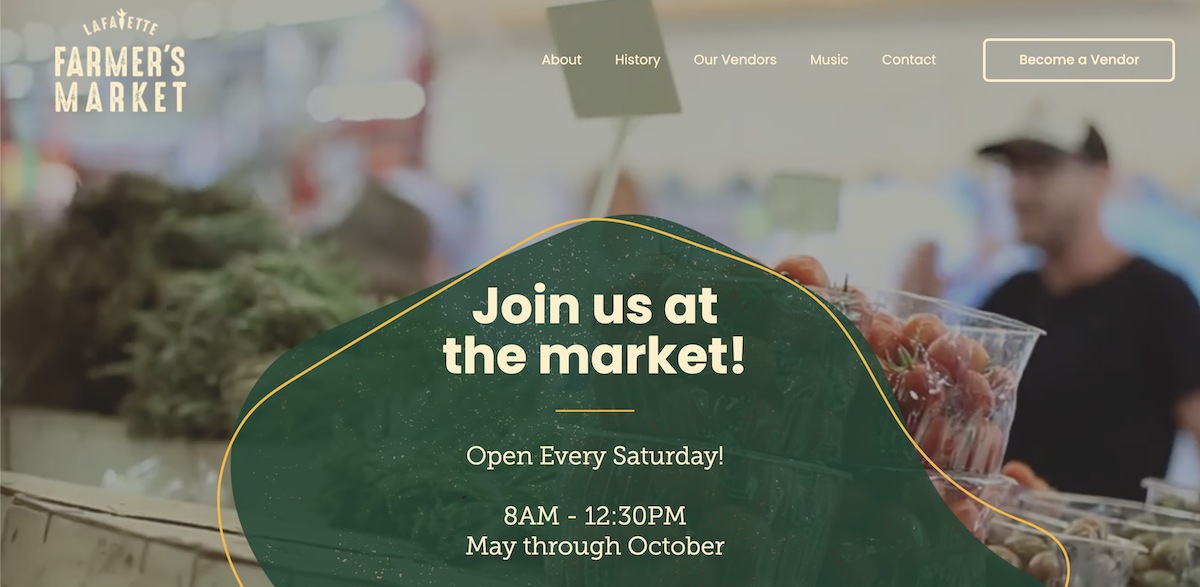 LAFAYETTE
FARMER'S
MARKET
About History Our Vendors Music Contact Become a Vendor
Join us at
the market!
Open Every Saturday!
8AM - 12:30PM
May through October